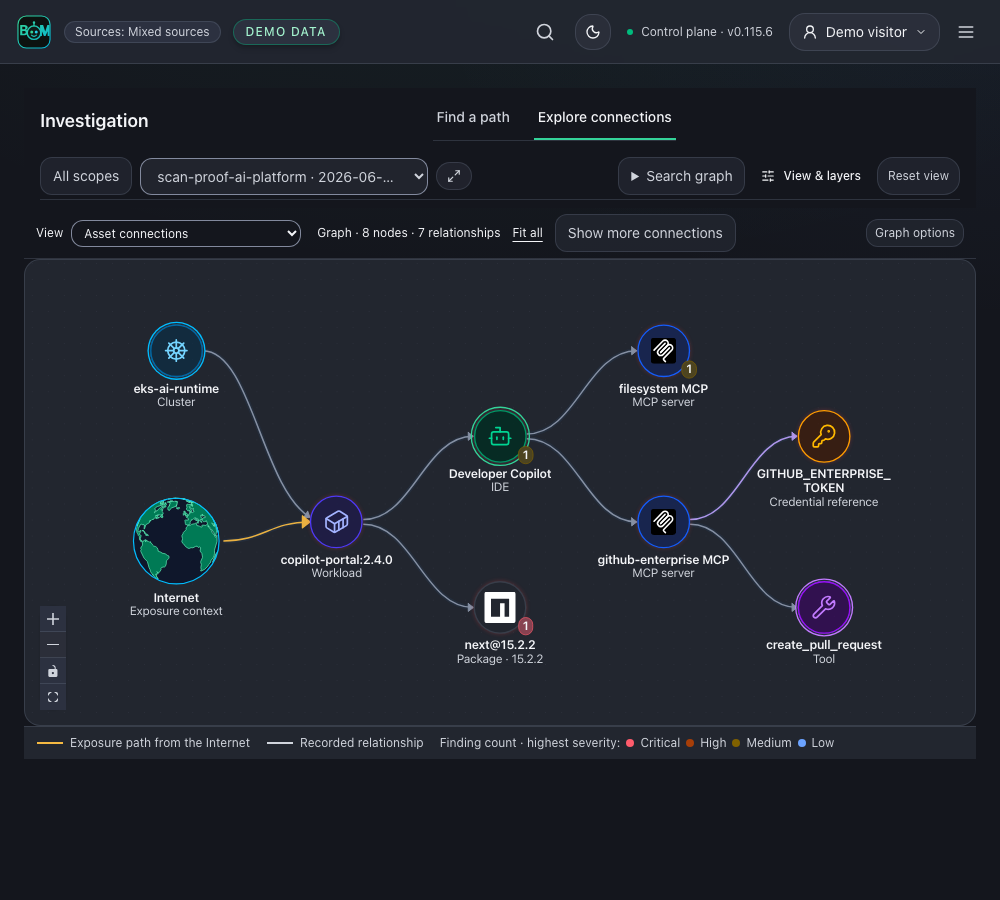 BOM
Sources: Mixed sources
DEMO DATA
Control plane · v0.115.6
Demo visitor
Investigation
Find a path
Explore connections
All scopes
scan-proof-ai-platform · 2026-06-...
Search graph
View & layers
Reset view
View
Asset connections
Graph · 8 nodes · 7 relationships
Fit all
Show more connections
Graph options
eks-ai-runtime
Cluster
1
filesystem MCP
MCP server
1
Developer Copilot
IDE
GITHUB_ENTERPRISE_
TOKEN
Credential reference
copilot-portal:2.4.0
Workload
github-enterprise MCP
MCP server
Internet
Exposure context
1
next@15.2.2
Package · 15.2.2
create_pull_request
Tool
Exposure path from the Internet
Recorded relationship
Finding count · highest severity:
Critical
High
Medium
Low